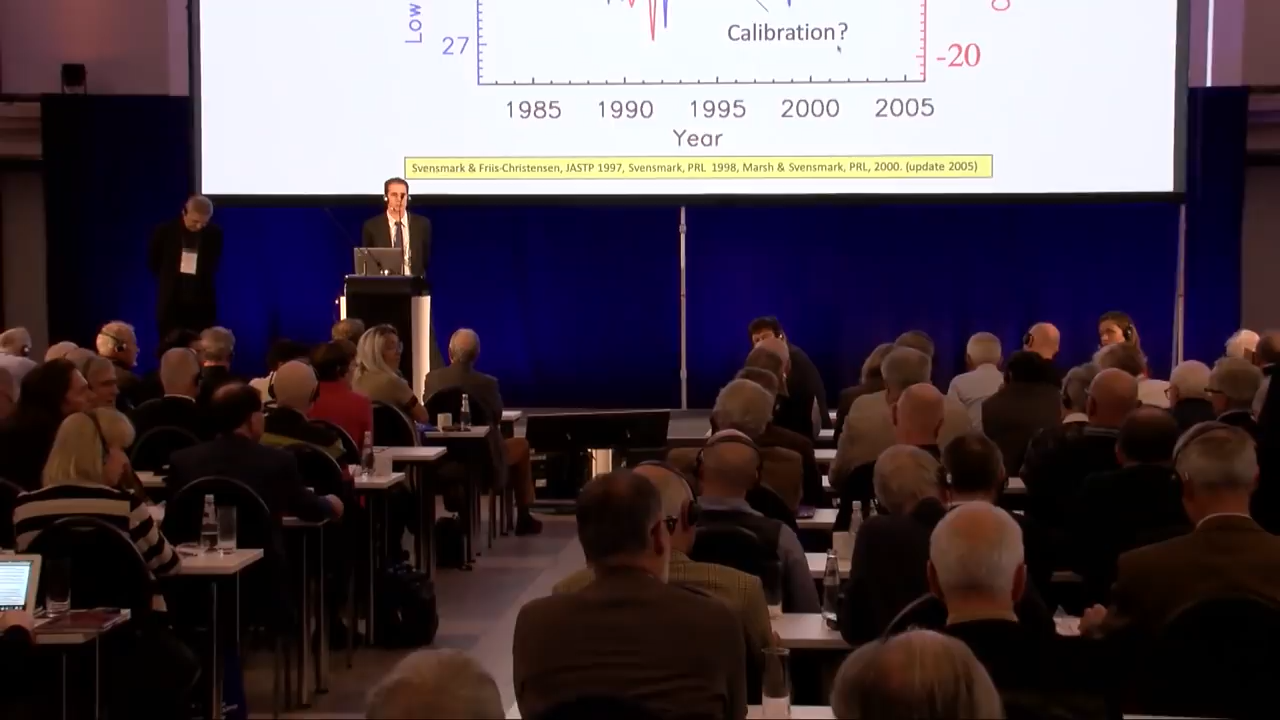 Low
27
Calibration?
-20
1985 1990 1995 2000 2005
Year
Svensmark & Friis-Christensen, JASTP 1997, Svensmark, PRL 1998, Marsh & Svensmark, PRL, 2000. (update 2005)